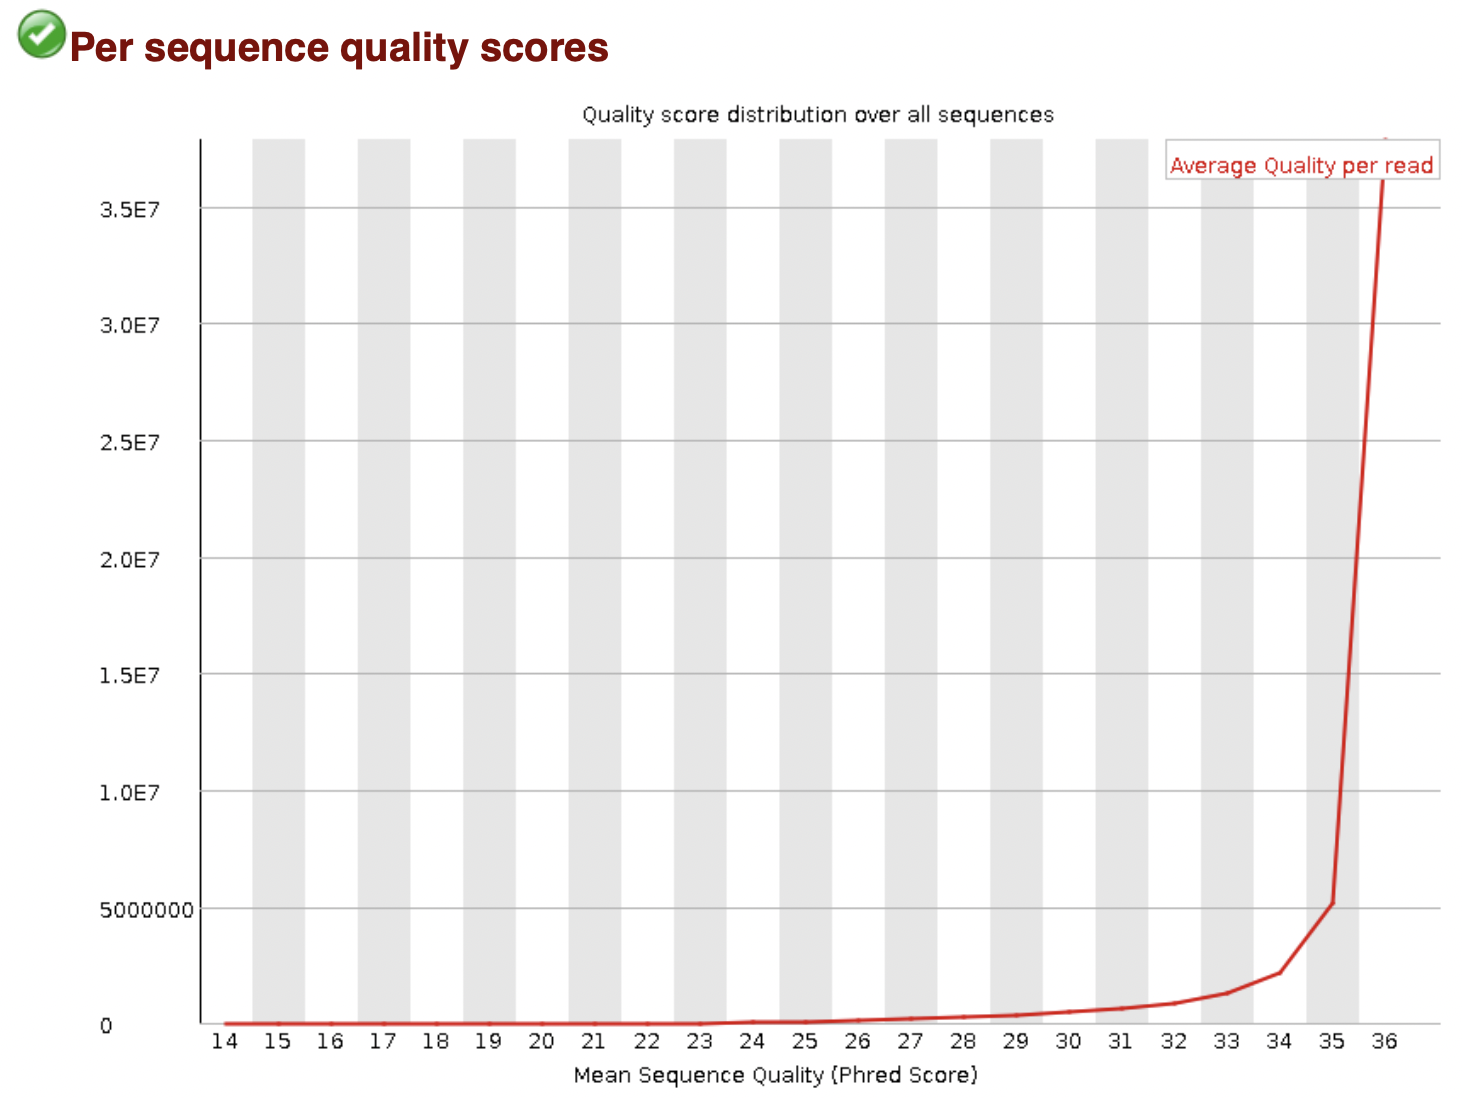 Per sequence quality scores
Quality score distribution over all sequences
Average Quality per read
3.5E7
3.0E7
2.5E7
2.0E7
1.5E7
1.0E7
5000000
0
14 15 16 17 18 19 20 21 22 23 24 25 26 27 28 29 30 31 32 33 34 35 36
Mean Sequence Quality (Phred Score)